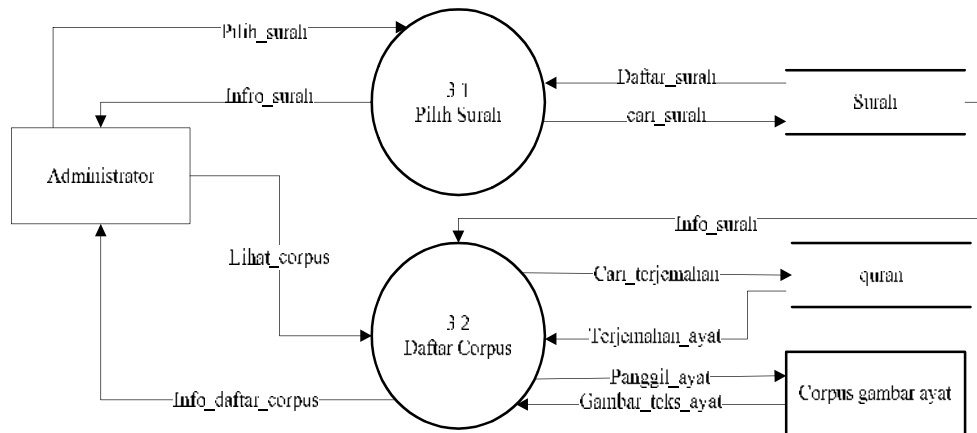 Pilih_surah
3.1
Pilih Surah
Daftar_surah
Surah
Infro_surah
cari_surah
Administrator
Info_surah
Lihat_corpus
Cari_terjemahan
quran
3.2
Daftar Corpus
Terjemahan_ayat
Panggil_ayat
Corpus gambar ayat
Info_daftar_corpus
Gambar_teks_ayat